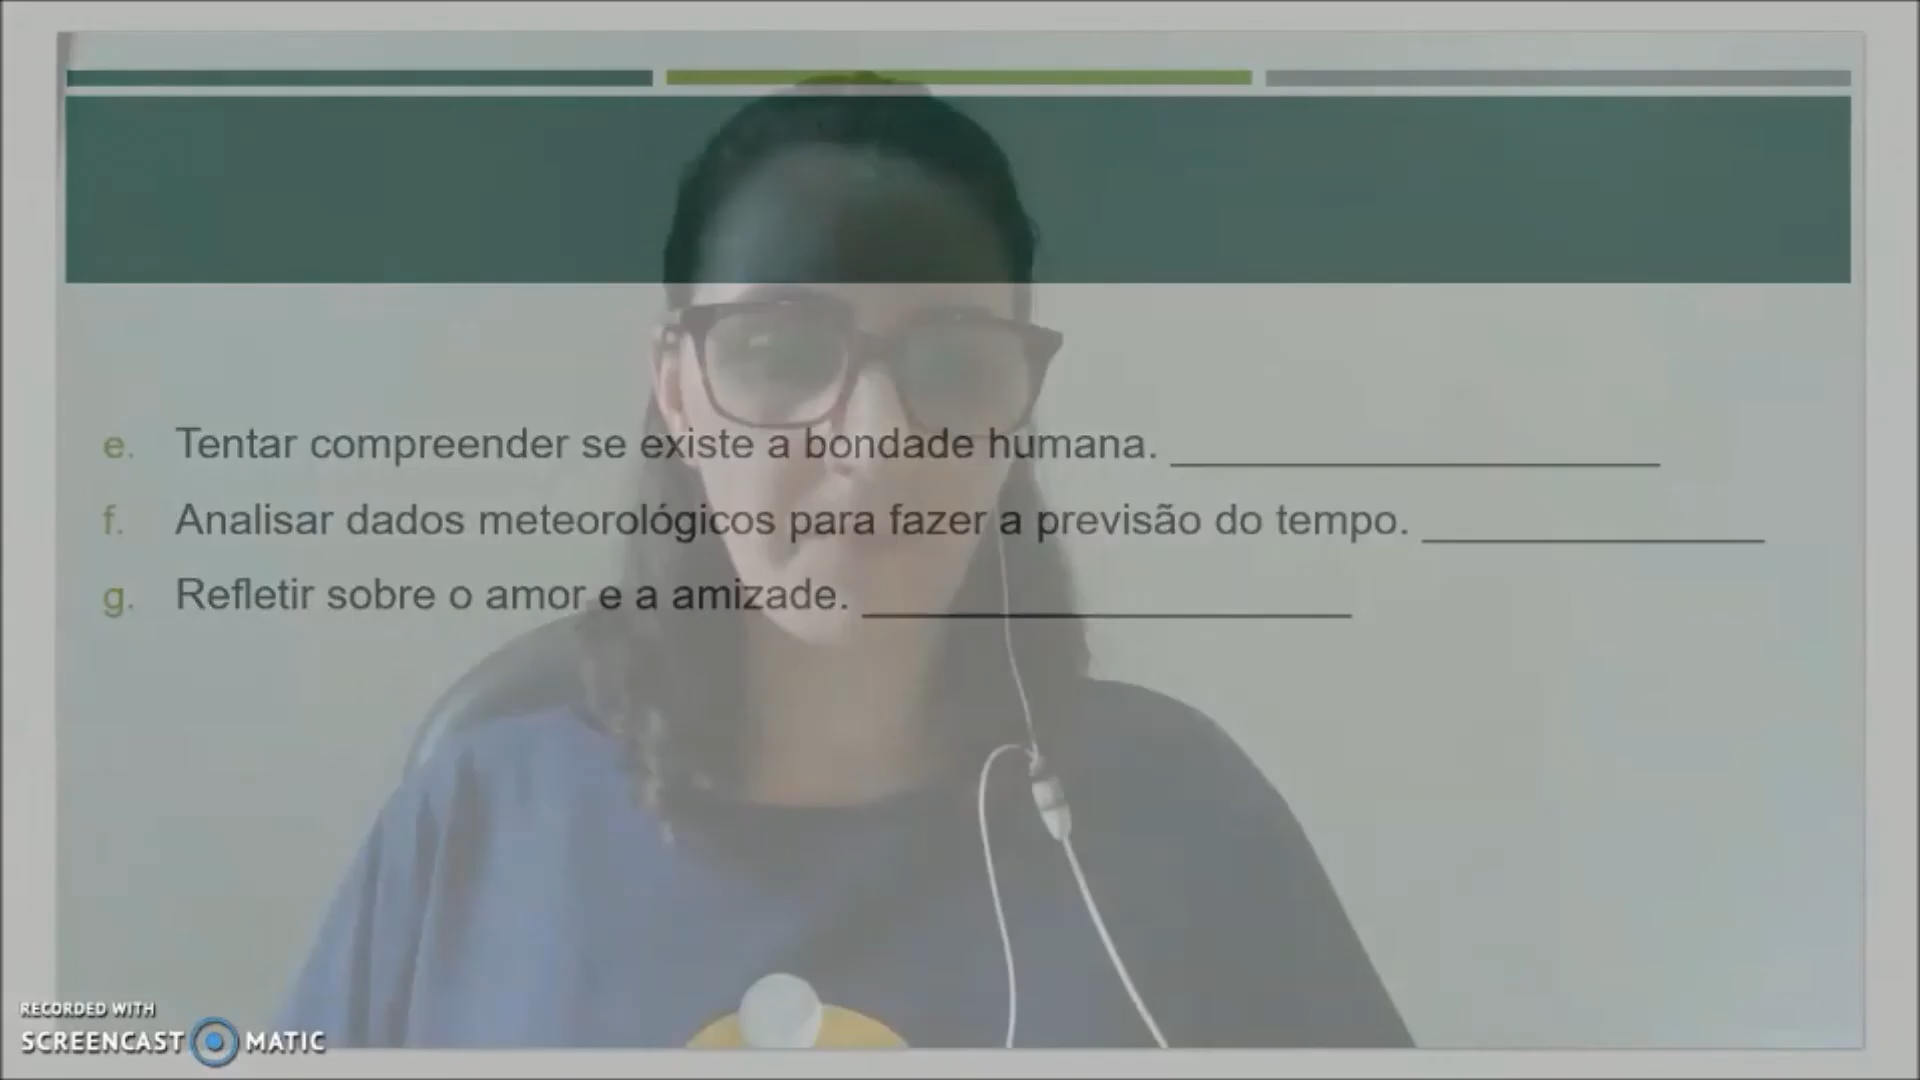 e. Tentar compreender se existe a bondade humana. ____________________
f. Analisar dados meteorológicos para fazer a previsão do tempo. ______________
g. Refletir sobre o amor e a amizade. ____________________
RECORDED WITH
SCREENCAST MATIC